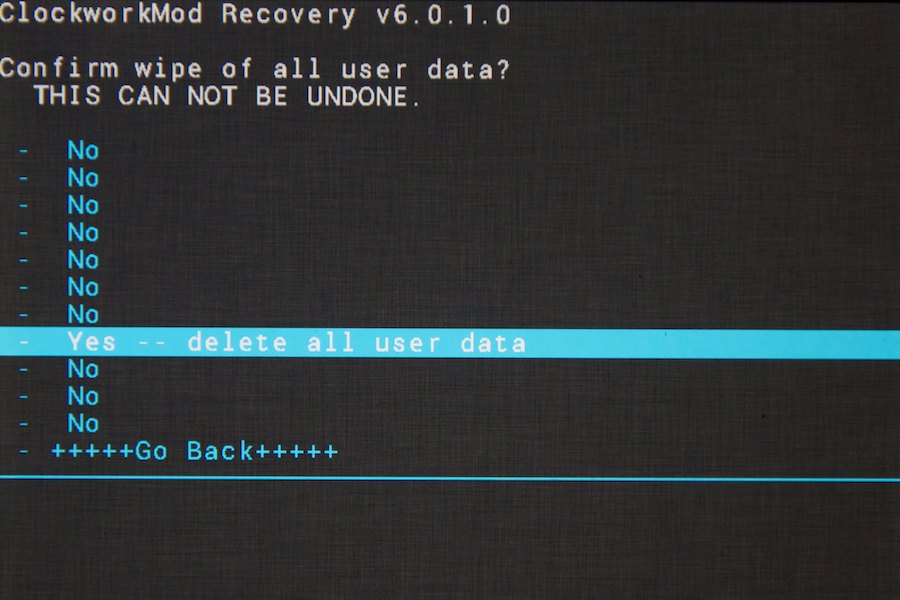 ClockworkMod Recovery v6.0.1.0
Confirm wipe of all user data?
THIS CAN NOT BE UNDONE.
- No
- No
- No
- No
- No
- No
- No
- Yes -- delete all user data
- No
- No
- No
- +++++Go Back+++++